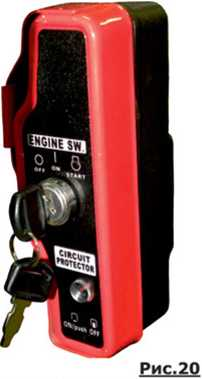 ENGINE SW.
OFF ON START
CIRCUIT
PROTECTOR
ON/push OFF
Рис.20